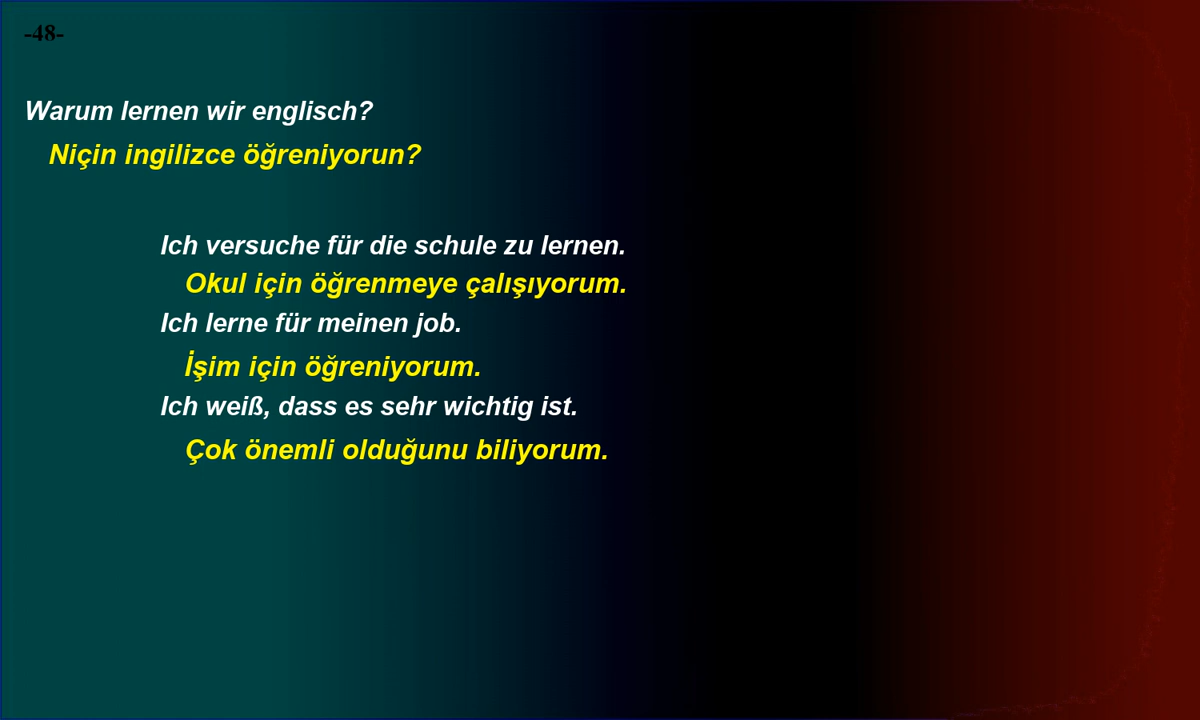 -48-
Warum lernen wir englisch?
Niçin ingilizce öğreniyorun?
Ich versuche für die schule zu lernen.
Okul için öğrenmeye çalışıyorum.
Ich lerne für meinen job.
İşim için öğreniyorum.
Ich weiß, dass es sehr wichtig ist.
Çok önemli olduğunu biliyorum.